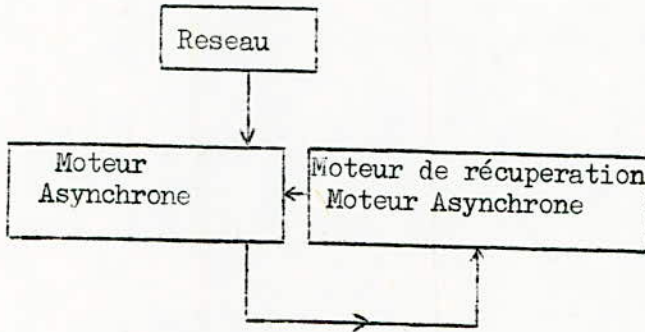 Reseau
Moteur
Asynchrone
Moteur de récuperation
Moteur Asynchrone